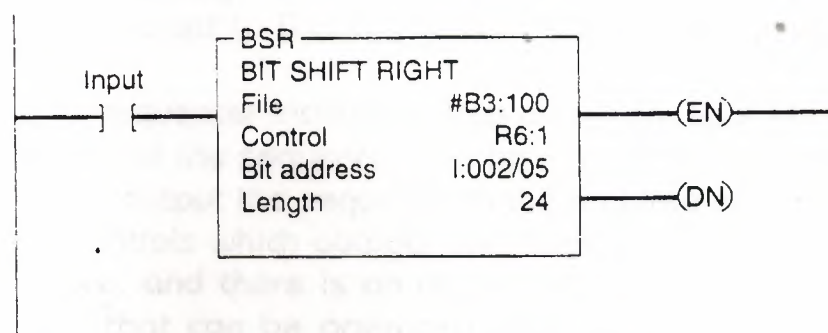 BSR
BIT SHIFT RIGHT
Input
File #B3:100
Control R6:1
Bit address I:002/05
Length 24
(EN)
(DN)